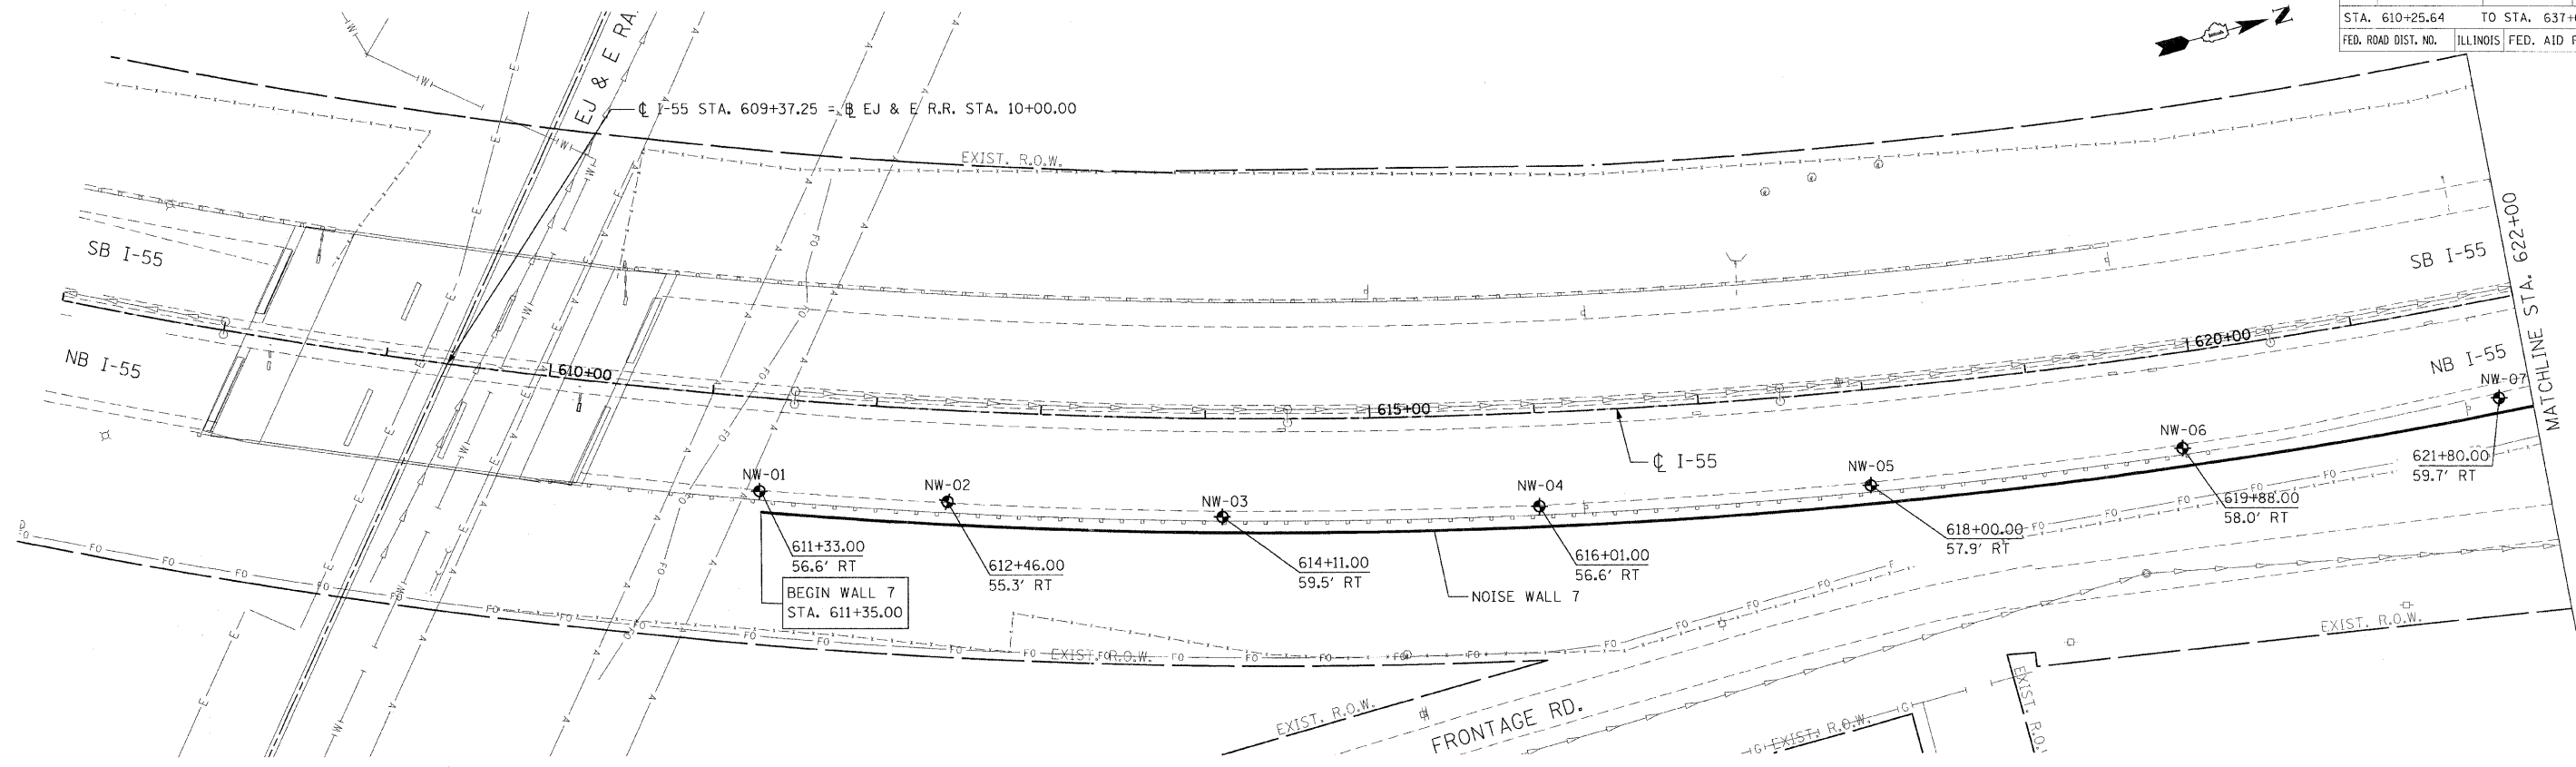 STA. 610+25.64 TO STA. 637+
FED. ROAD DIST. NO. ILLINOIS FED. AID
N
EJ & E RA
℄ I-55 STA. 609+37.25 = ℄ EJ & E R.R. STA. 10+00.00
EXIST. R.O.W.
SB I-55
NB I-55
610+00
615+00
620+00
SB I-55
NB I-55
MATCHLINE STA. 622+00
℄ I-55
NW-01
611+33.00
56.6' RT
BEGIN WALL 7
STA. 611+35.00
NW-02
612+46.00
55.3' RT
NW-03
614+11.00
59.5' RT
NOISE WALL 7
NW-04
616+01.00
56.6' RT
NW-05
618+00.00
57.9' RT
NW-06
619+88.00
58.0' RT
NW-07
621+80.00
59.7' RT
EXIST. R.O.W.
EXIST. R.O.W.
FRONTAGE RD.
EXIST. R.O.W.
EXIST. R.O.
EXIST. R.O.W.